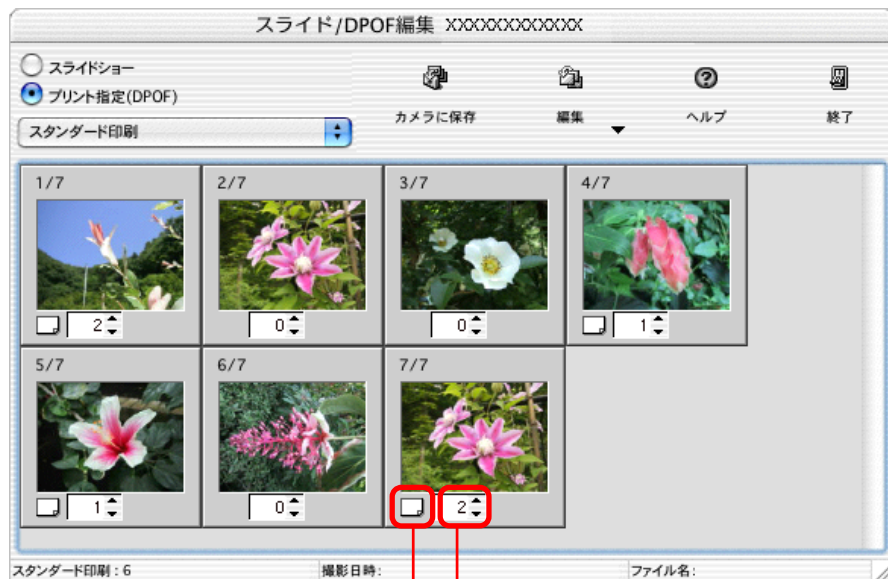 スライド/DPOF編集 XXXXXXXXXXXXX
スライドショー
プリント指定(DPOF)
スタンダード印刷
カメラに保存
編集
ヘルプ
終了
1/7
2/7
3/7
4/7
2
0
0
1
5/7
6/7
7/7
1
0
2
スタンダード印刷 : 6
撮影日時:
ファイル名: